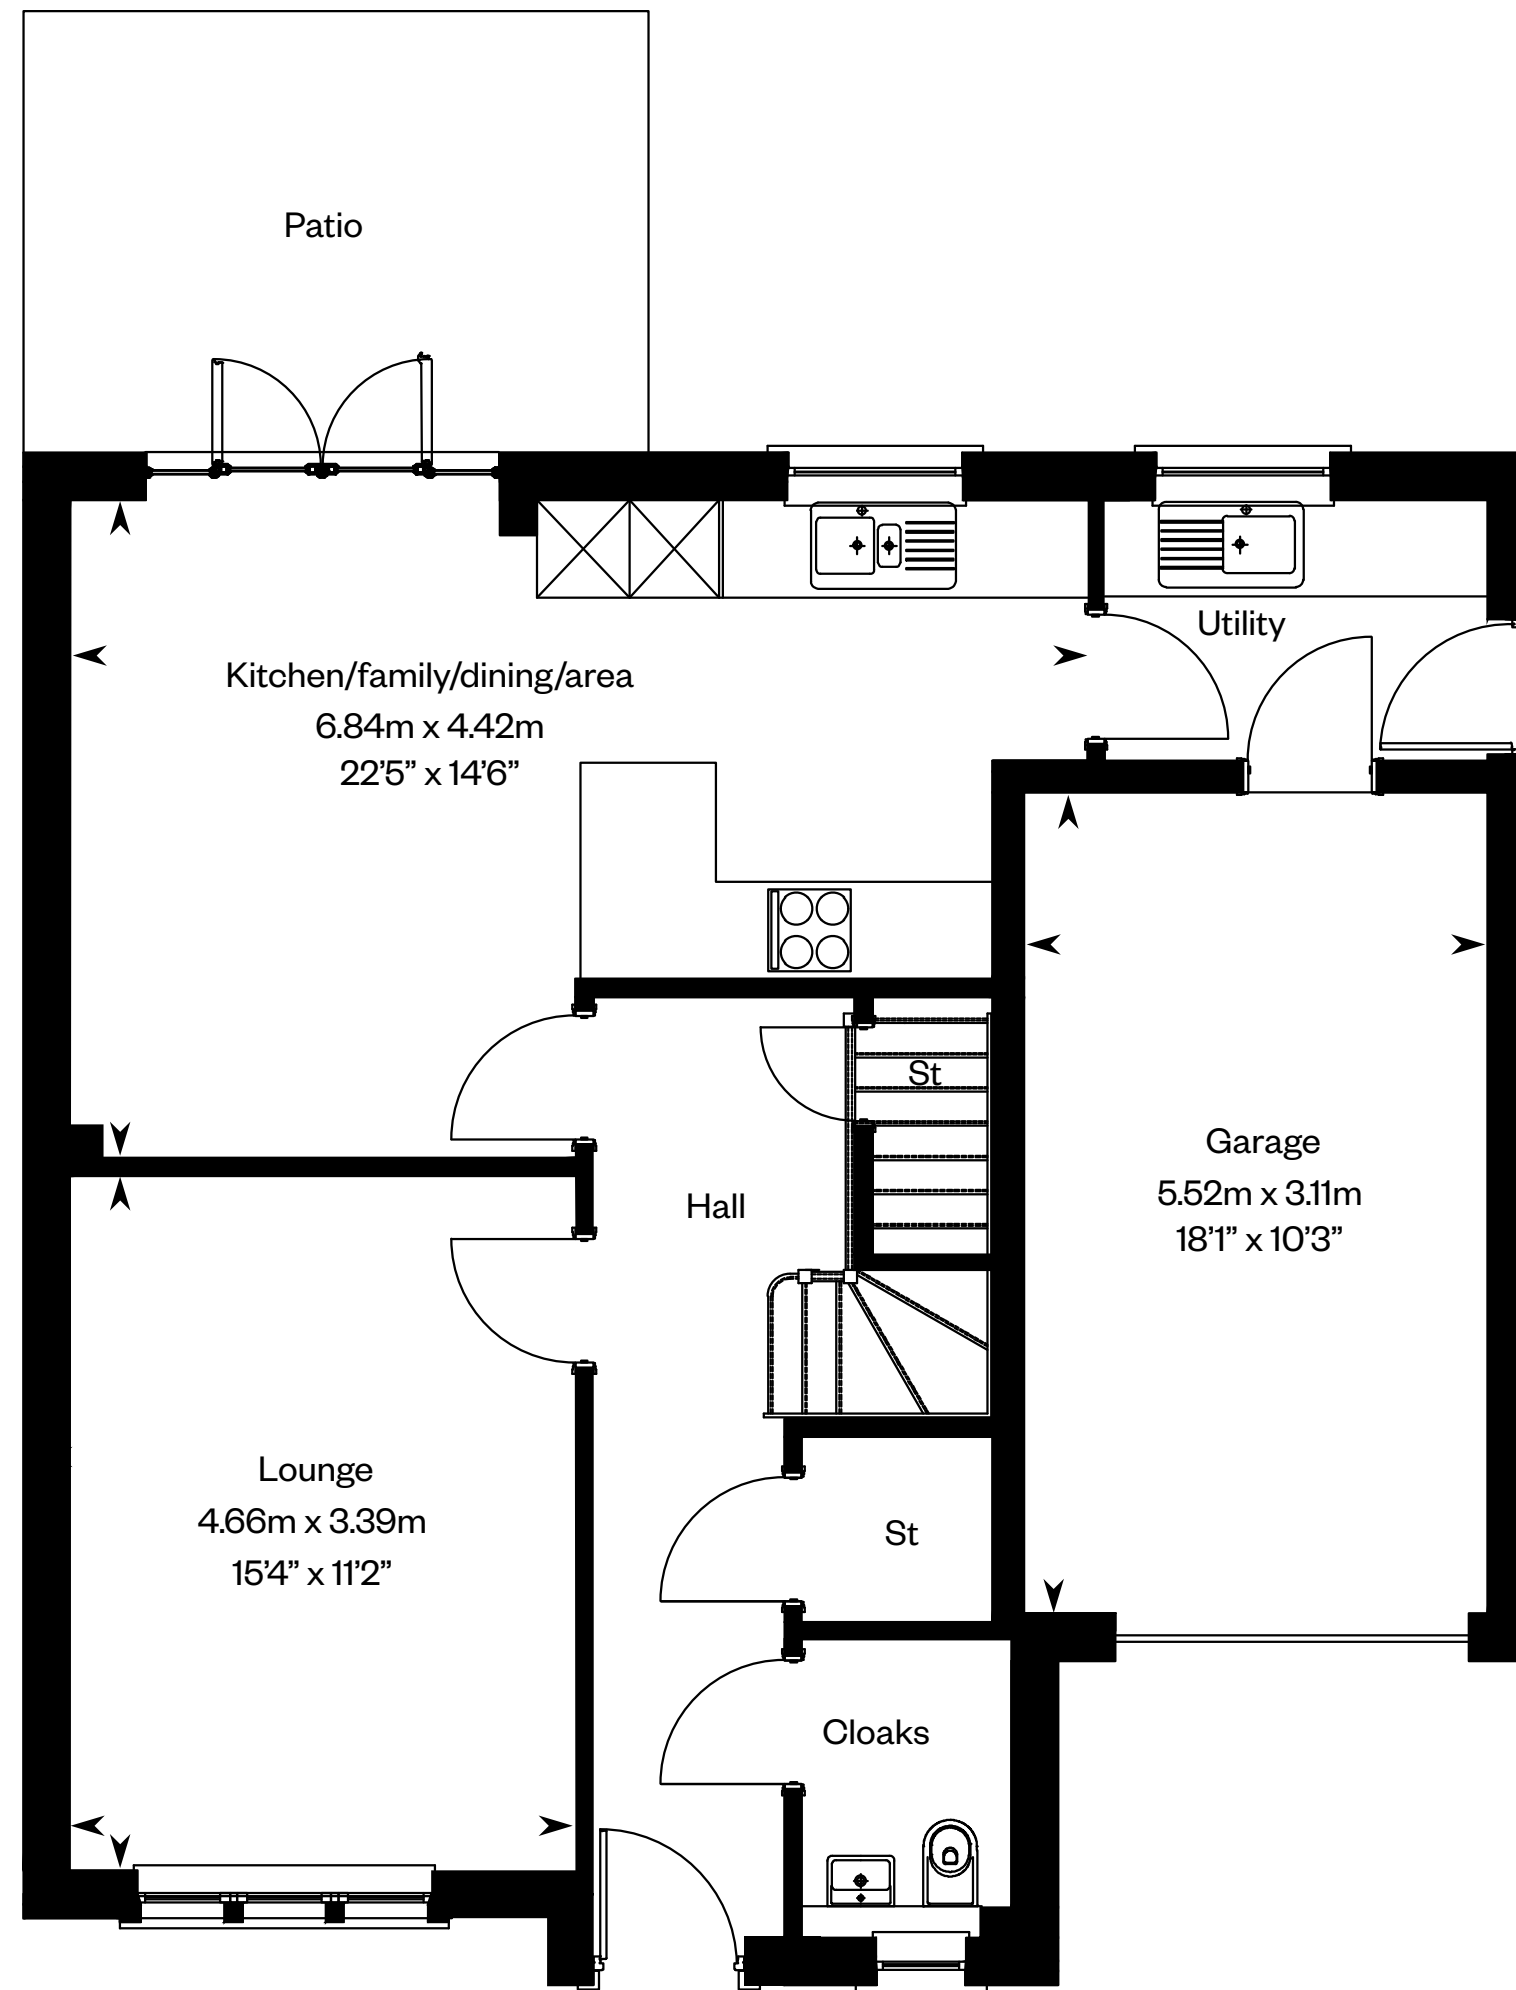 Patio
Utility
Kitchen/family/dining/area
6.84m x 4.42m
22’5” x 14’6”
St
Garage
5.52m x 3.11m
18’1” x 10’3”
Hall
Lounge
4.66m x 3.39m
15’4” x 11’2”
St
Cloaks